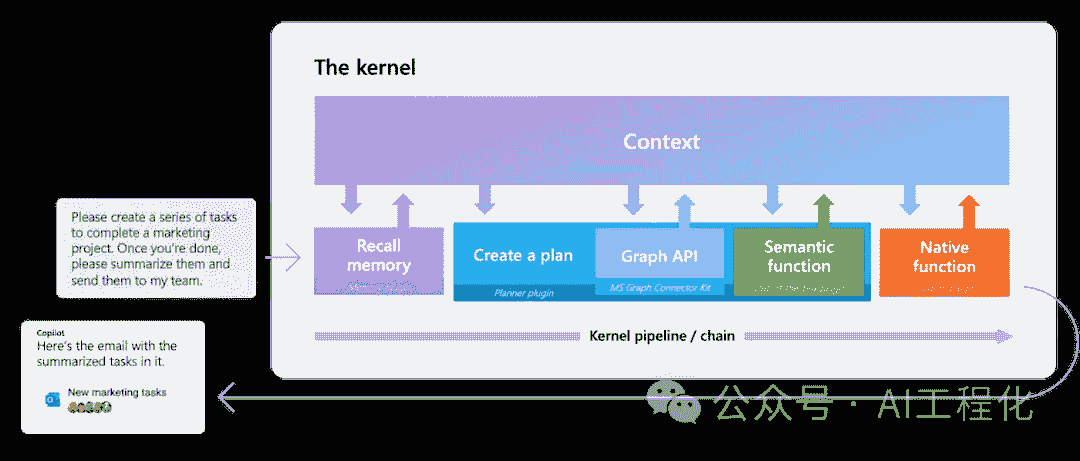 The kernel
Context
Please create a series of tasks
to complete a marketing
project. Once you're done,
please summarize them and
send them to my team.
Recall
memory
Create a plan
Planner plugin
Graph API
MS Graph Connector Kit
Semantic
function
Native
function
Kernel pipeline / chain
Copilot
Here's the email with the
summarized tasks in it.
New marketing tasks
公众号 · AI工程化